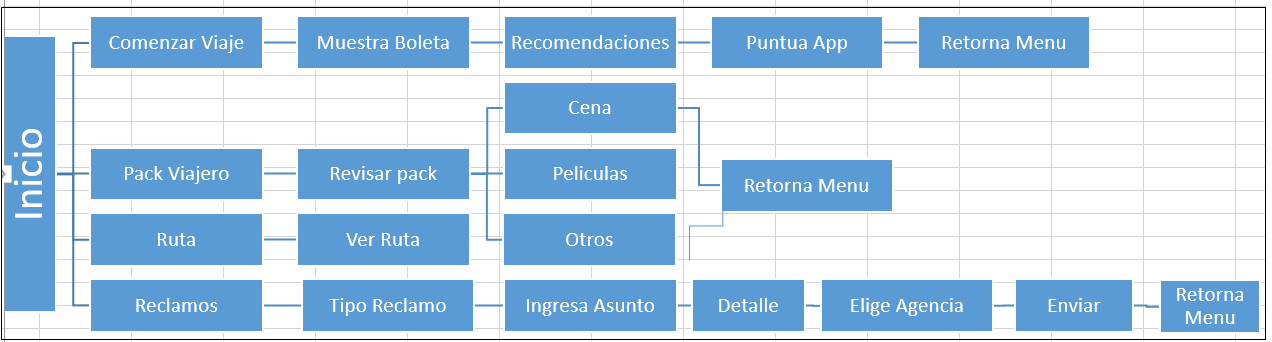 Inicio
Comenzar Viaje
Muestra Boleta
Recomendaciones
Puntua App
Retorna Menu
Cena
Pack Viajero
Revisar pack
Peliculas
Retorna Menu
Ruta
Ver Ruta
Otros
Reclamos
Tipo Reclamo
Ingresa Asunto
Detalle
Elige Agencia
Enviar
Retorna
Menu